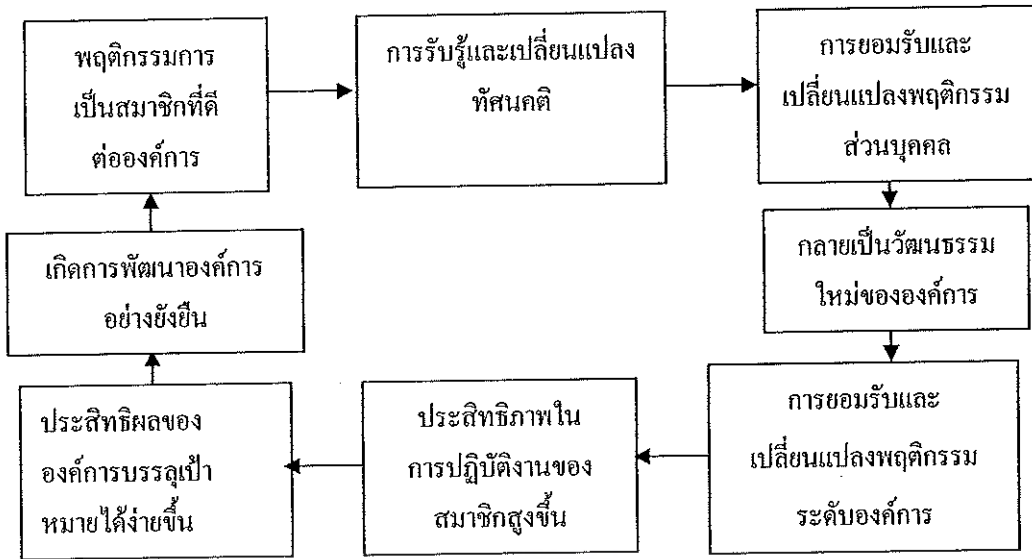 พฤติกรรมการ
เป็นสมาชิกที่ดี
ต่อองค์การ
การรับรู้และเปลี่ยนแปลง
ทัศนคติ
การยอมรับและ
เปลี่ยนแปลงพฤติกรรม
ส่วนบุคคล
กลายเป็นวัฒนธรรม
ใหม่ขององค์การ
การยอมรับและ
เปลี่ยนแปลงพฤติกรรม
ระดับองค์การ
ประสิทธิภาพใน
การปฏิบัติงานของ
สมาชิกสูงขึ้น
ประสิทธิผลของ
องค์การบรรลุเป้า
หมายได้ง่ายขึ้น
เกิดการพัฒนาองค์การ
อย่างยั่งยืน